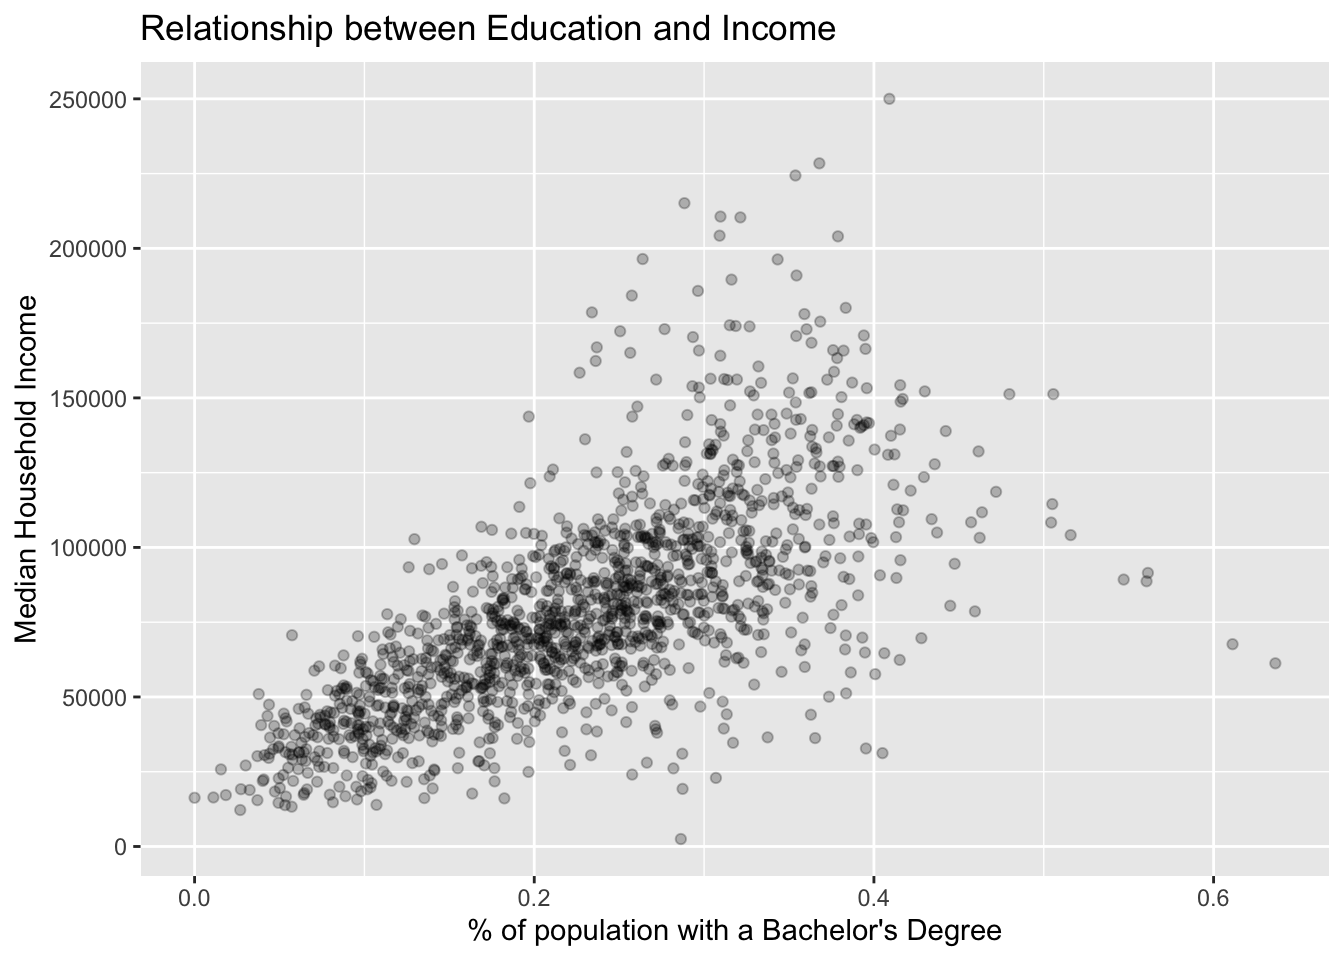 Relationship between Education and Income
Median Household Income
250000
200000
150000
100000
50000
0
0.0 0.2 0.4 0.6
% of population with a Bachelor's Degree